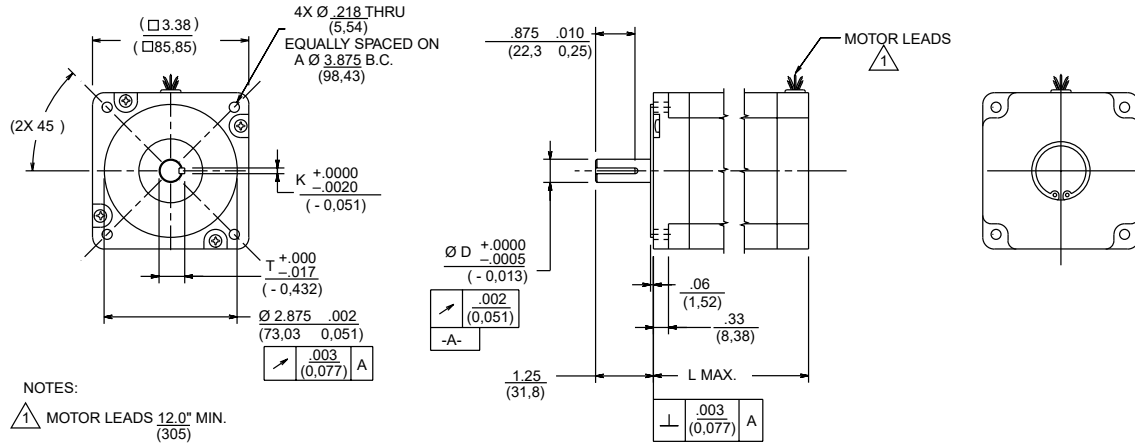 (□3.38)
(□85,85)
4X Ø .218 THRU
(5,54)
EQUALLY SPACED ON
A Ø 3.875 B.C.
(98,43)
(2X 45 )
K +.0000
–.0020
( - 0,051)
T +.000
–.017
( - 0,432)
Ø 2.875 .002
(73,03 0,051)
.003
(0,077) A
NOTES:
1 MOTOR LEADS 12.0" MIN.
(305)
.875 .010
(22,3 0,25)
MOTOR LEADS
1
Ø D +.0000
–.0005
( - 0,013)
.002
(0,051)
-A-
.06
(1,52)
.33
(8,38)
1.25
(31,8)
L MAX.
⊥ .003
(0,077) A